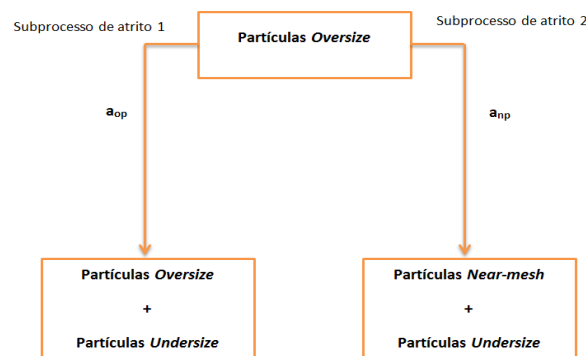 Subprocesso de atrito 1
Partículas Oversize
Subprocesso de atrito 2
aop
anp
Partículas Oversize
+
Partículas Undersize
Partículas Near-mesh
+
Partículas Undersize